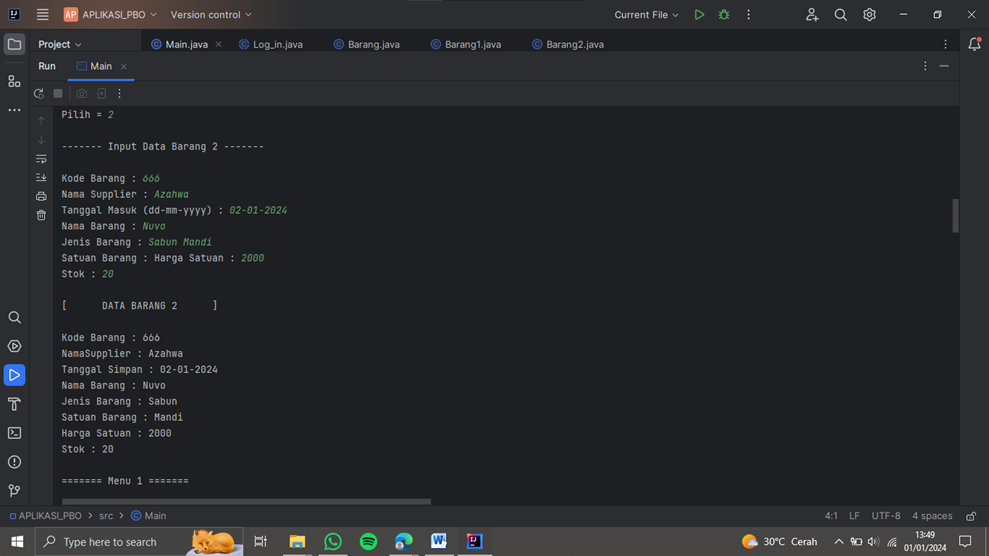 AP APLIKASI_PBO Version control Current File
Project Main.java Log_in.java Barang.java Barang1.java Barang2.java
Run Main
Pilih = 2
------- Input Data Barang 2 -------
Kode Barang : 666
Nama Supplier : Azahwa
Tanggal Masuk (dd-mm-yyyy) : 02-01-2024
Nama Barang : Nuvo
Jenis Barang : Sabun Mandi
Satuan Barang : Harga Satuan : 2000
Stok : 20
[ DATA BARANG 2 ]
Kode Barang : 666
NamaSupplier : Azahwa
Tanggal Simpan : 02-01-2024
Nama Barang : Nuvo
Jenis Barang : Sabun
Satuan Barang : Mandi
Harga Satuan : 2000
Stok : 20
======= Menu 1 =======
APLIKASI_PBO > src > Main 4:1 LF UTF-8 4 spaces
Type here to search 30°C Cerah 13:49
01/01/2024